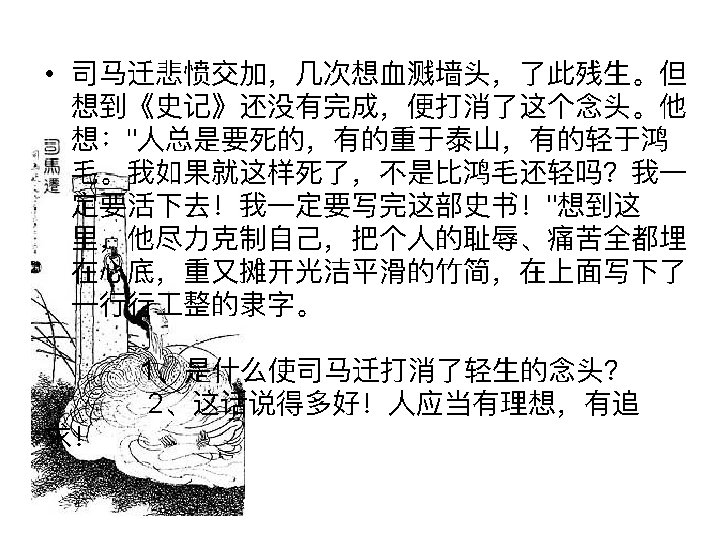 • 司马迁悲愤交加，几次想血溅墙头，了此残生。但
想到《史记》还没有完成，便打消了这个念头。他
想："人总是要死的，有的重于泰山，有的轻于鸿
毛。我如果就这样死了，不是比鸿毛还轻吗？我一
定要活下去！我一定要写完这部史书！"想到这
里，他尽力克制自己，把个人的耻辱、痛苦全都埋
在心底，重又摊开光洁平滑的竹简，在上面写下了
一行行工整的隶字。
1、是什么使司马迁打消了轻生的念头？
2、这话说得多好！人应当有理想，有追
求！
司馬遷